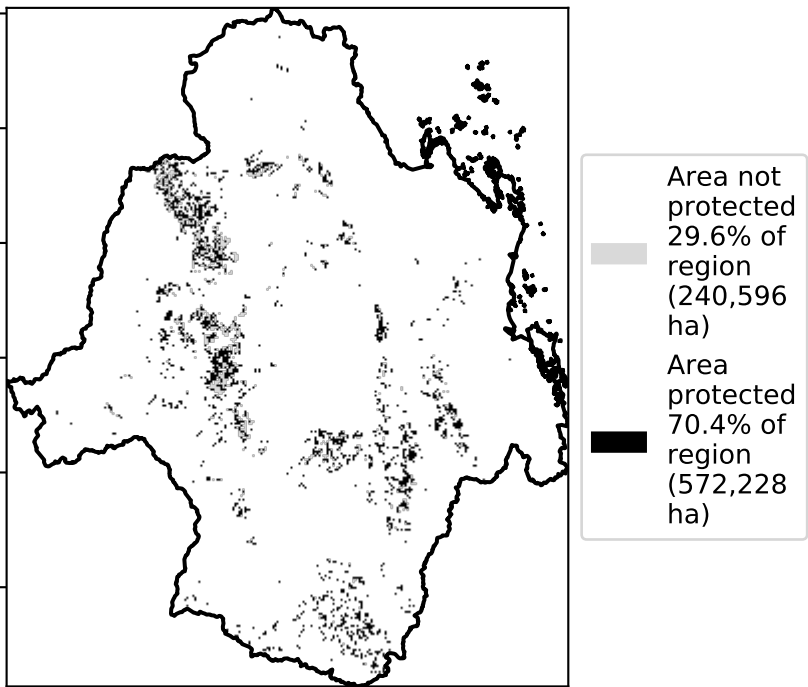 Area not
protected
29.6% of
region
(240,596
ha)
Area
protected
70.4% of
region
(572,228
ha)